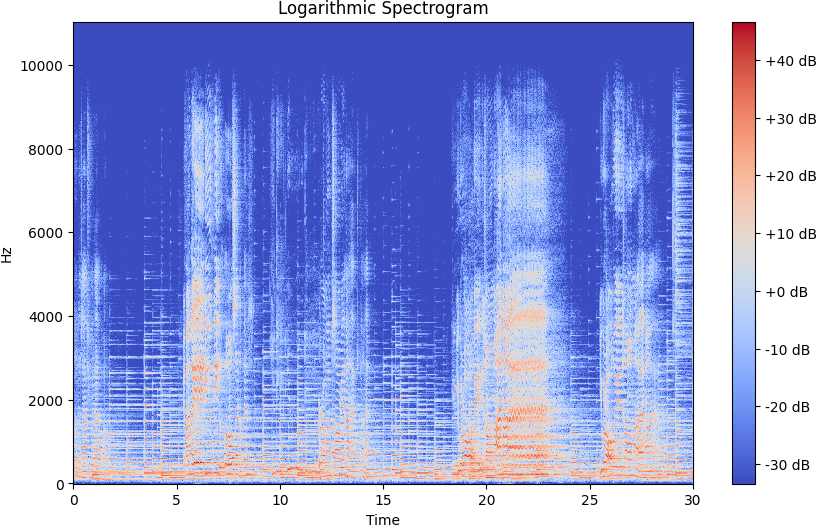 Logarithmic Spectrogram
Hz
10000
8000
6000
4000
2000
0
0 5 10 15 20 25 30
Time
+40 dB
+30 dB
+20 dB
+10 dB
+0 dB
-10 dB
-20 dB
-30 dB